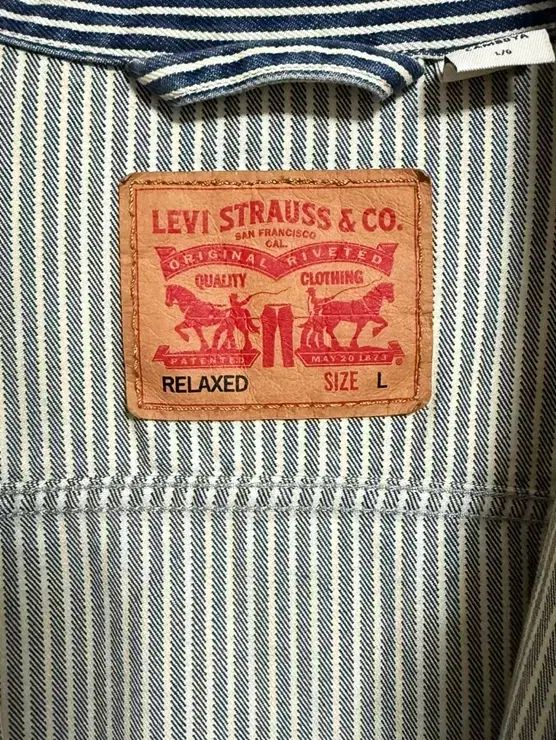 L/G
LEVI STRAUSS & CO.
SAN FRANCISCO
CAL.
ORIGINAL RIVETED
QUALITY CLOTHING
PATENTED MAY 20 1873
RELAXED SIZE L